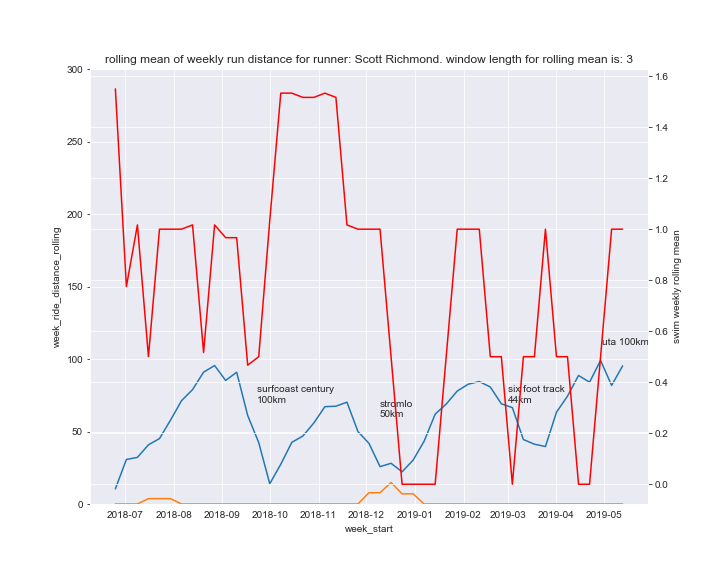 rolling mean of weekly run distance for runner: Scott Richmond. window length for rolling mean is: 3
300
250
200
150
100
50
0
week_ride_distance_rolling
1.6
1.4
1.2
1.0
0.8
0.6
0.4
0.2
0.0
swim weekly rolling mean
uta 100km
surfcoast century
100km
stromlo
50km
six foot track
44km
2018-07
2018-08
2018-09
2018-10
2018-11
2018-12
2019-01
2019-02
2019-03
2019-04
2019-05
week_start